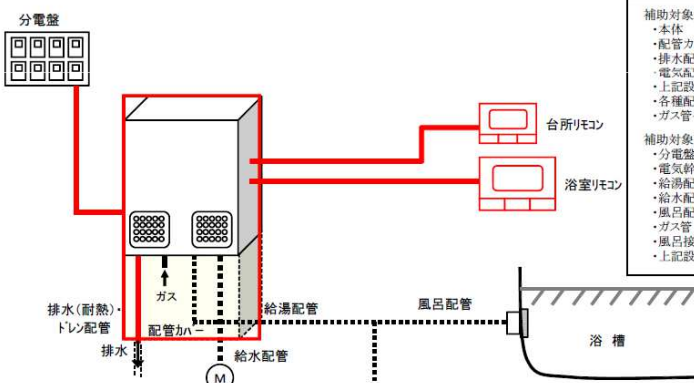 分電盤
台所リモコン
浴室リモコン
ガス
排水(耐熱)・
ドレン配管
配管カバー
給湯配管
風呂配管
排水
給水配管
M
浴槽
補助対象
・本体
・配管カ
・排水配
・電気配
・上記設
・各種配
・ガス管
補助対象
・分電盤
・電気幹
・給湯配
・給水配
・風呂配
・ガス管
・風呂接
・上記設